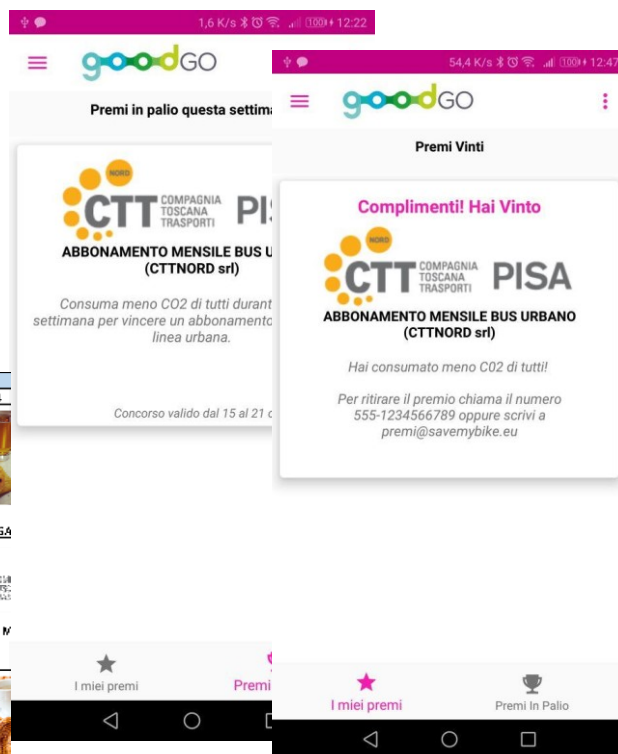 1,6 K/s 100 12:22
goodGO
Premi in palio questa settima
NORD
CTT COMPAGNIA TOSCANA TRASPORTI
ABBONAMENTO MENSILE BUS U
(CTTNORD srl)
Consuma meno CO2 di tutti durant
settimana per vincere un abbonamento
linea urbana.
Concorso valido dal 15 al 21
I miei premi
Premi
54,4 K/s 100 12:47
goodGO
Premi Vinti
Complimenti! Hai Vinto
NORD
CTT COMPAGNIA TOSCANA TRASPORTI PISA
ABBONAMENTO MENSILE BUS URBANO
(CTTNORD srl)
Hai consumato meno C02 di tutti!
Per ritirare il premio chiama il numero
555-1234566789 oppure scrivi a
premi@savemybike.eu
I miei premi
Premi In Palio